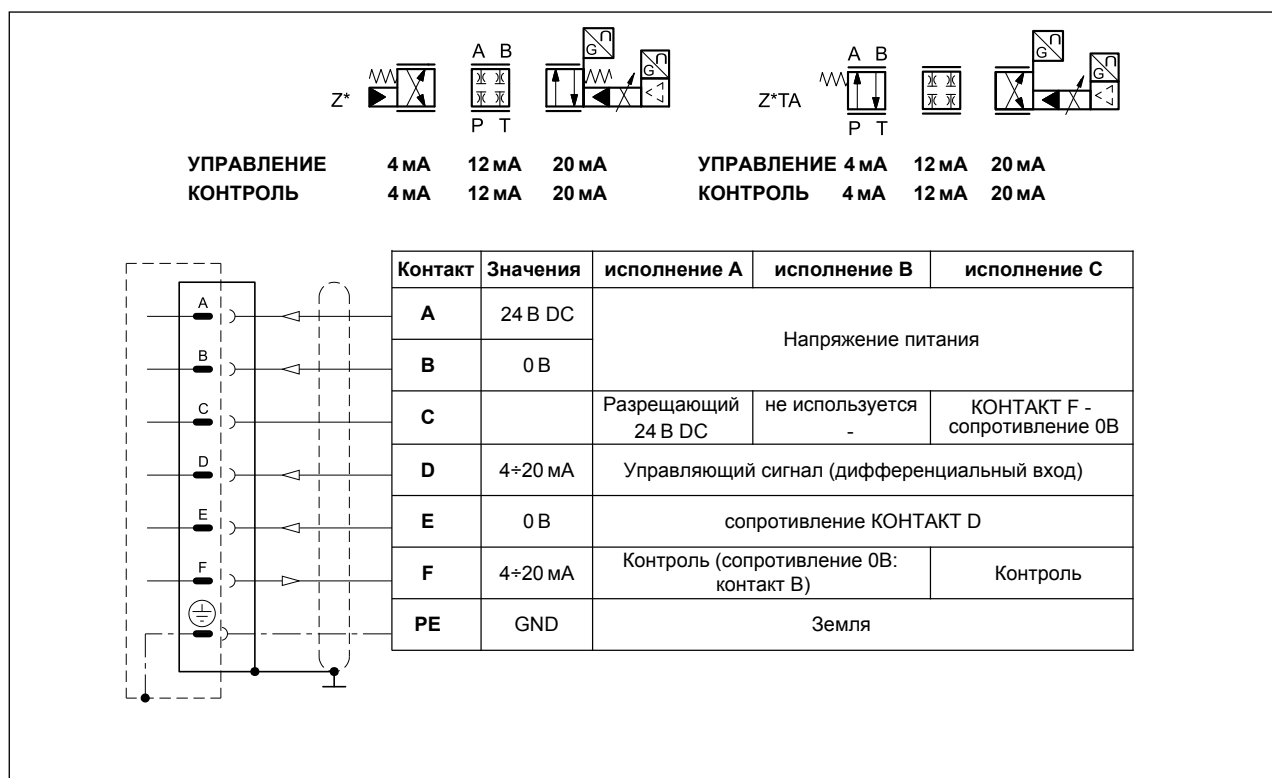 A B
Z*
P T
G
G
A B
Z*TA
P T
G
G
УПРАВЛЕНИЕ 4 мА 12 мА 20 мА
КОНТРОЛЬ 4 мА 12 мА 20 мА
УПРАВЛЕНИЕ 4 мА 12 мА 20 мА
КОНТРОЛЬ 4 мА 12 мА 20 мА
Контакт Значения исполнение А исполнение В исполнение С
A
B
C
D
E
F
A 24 В DC
Напряжение питания
B 0 В
C Разрещающий не используется КОНТАКТ F -
24 В DC - сопротивление 0В
D 4÷20 мА Управляющий сигнал (дифференциальный вход)
E 0 В сопротивление КОНТАКТ D
F 4÷20 мА Контроль (сопротивление 0В: Контроль
контакт В)
PE GND Земля